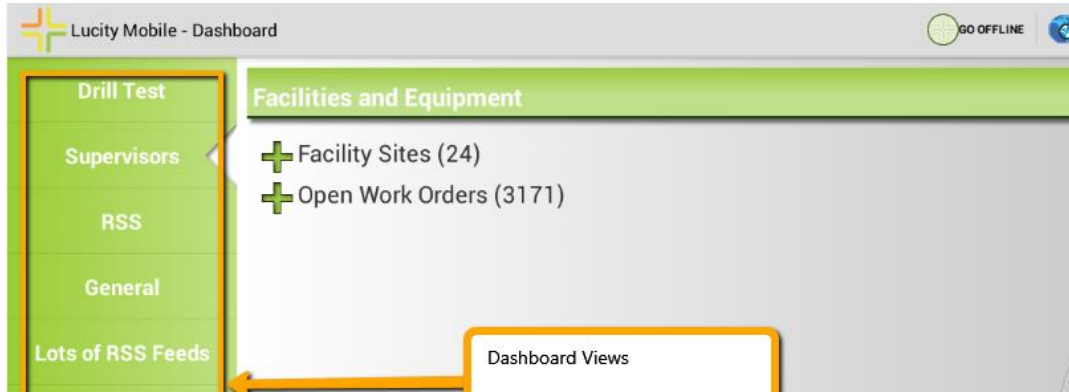 Lucity Mobile - Dashboard
GO OFFLINE
Drill Test
Supervisors
RSS
General
Lots of RSS Feeds
Facilities and Equipment
Facility Sites (24)
Open Work Orders (3171)
Dashboard Views